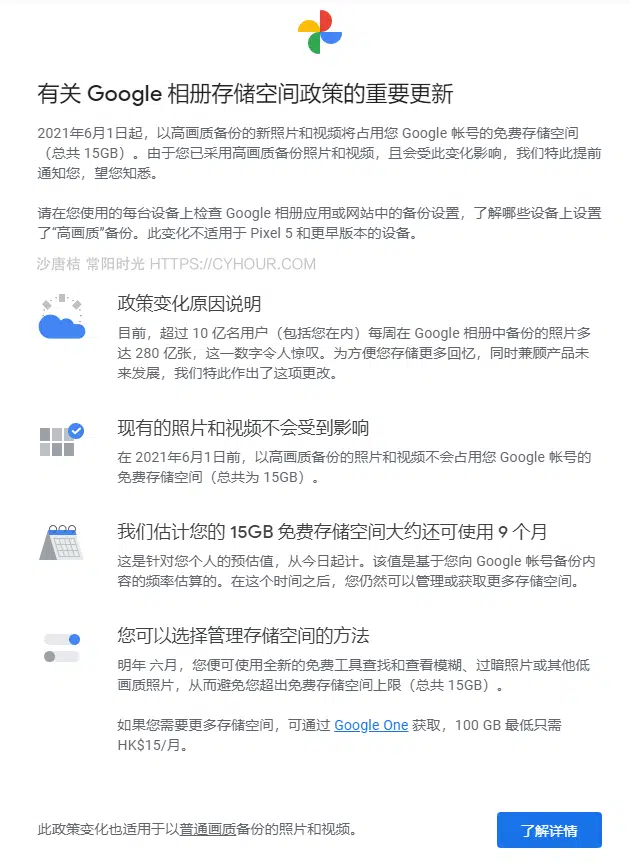 有关 Google 相册存储空间政策的重要更新
2021年6月1日起，以高画质备份的新照片和视频将占用您 Google 帐号的免费存储空间
（总共 15GB）。由于您已采用高画质备份照片和视频，且会受此变化影响，我们特此提前
通知您，望您知悉。
请在您使用的每台设备上检查 Google 相册应用或网站中的备份设置，了解哪些设备上设置
了“高画质”备份。此变化不适用于 Pixel 5 和更早版本的设备。
沙唐桔 常阳时光 HTTPS://CYHOUR.COM
政策变化原因说明
目前，超过 10 亿名用户（包括您在内）每周在 Google 相册中备份的照片多
达 280 亿张，这一数字令人惊叹。为方便您存储更多回忆，同时兼顾产品未
来发展，我们特此作出了这项更改。
现有的照片和视频不会受到影响
在 2021年6月1日前，以高画质备份的照片和视频不会占用您 Google 帐号的
免费存储空间（总共为 15GB）。
我们估计您的 15GB 免费存储空间大约还可使用 9 个月
这是针对您个人的预估值，从今日起计。该值是基于您向 Google 帐号备份内
容的频率估算的。在这个时间之后，您仍然可以管理或获取更多存储空间。
您可以选择管理存储空间的方法
明年 六月，您便可使用全新的免费工具查找和查看模糊、过暗照片或其他低
画质照片，从而避免您超出免费存储空间上限（总共 15GB）。
如果您需要更多存储空间，可通过 Google One 获取，100 GB 最低只需
HK$15/月。
此政策变化也适用于以普通画质备份的照片和视频。
了解详情